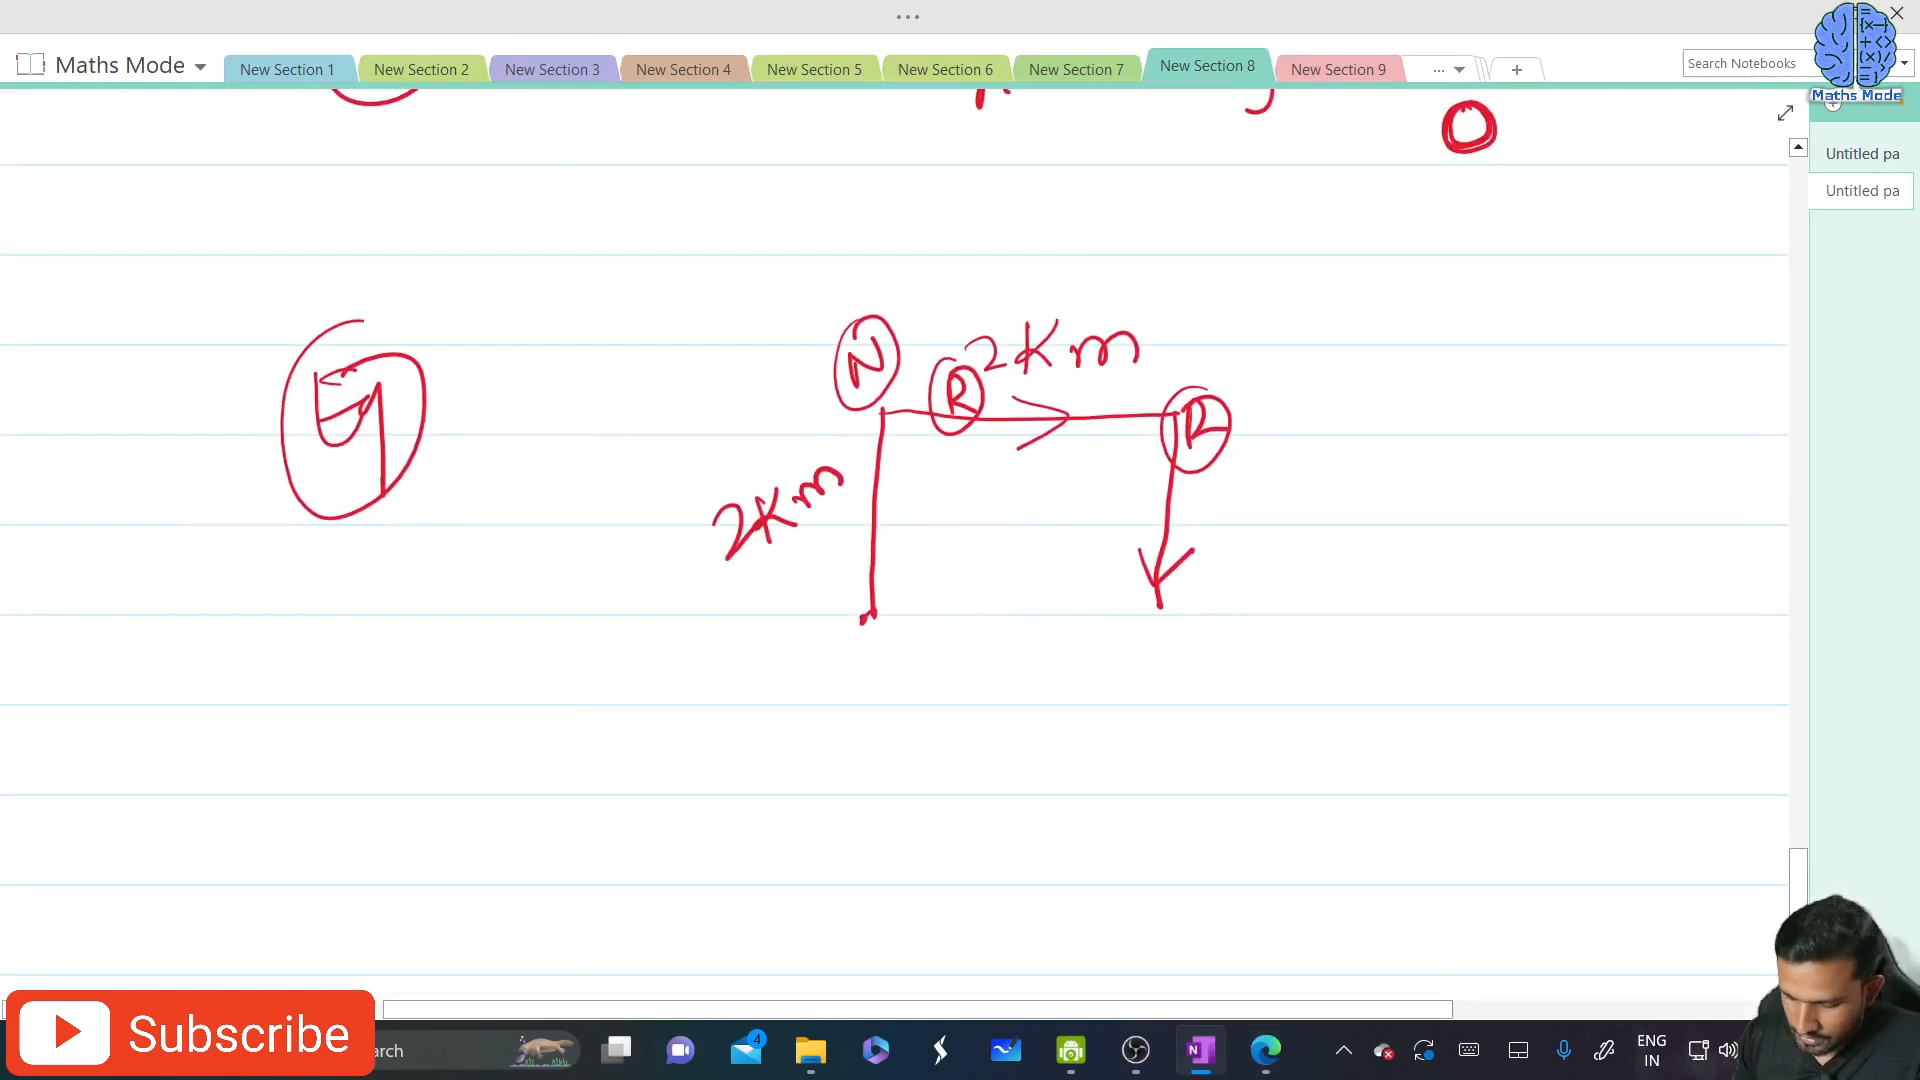 Maths Mode
New Section 1
New Section 2
New Section 3
New Section 4
New Section 5
New Section 6
New Section 7
New Section 8
New Section 9
...
+
Search Notebooks
Maths Mode
Untitled pa
Untitled pa
N
R
2Km
R
2Km
Subscribe
arch
4
ENG
IN